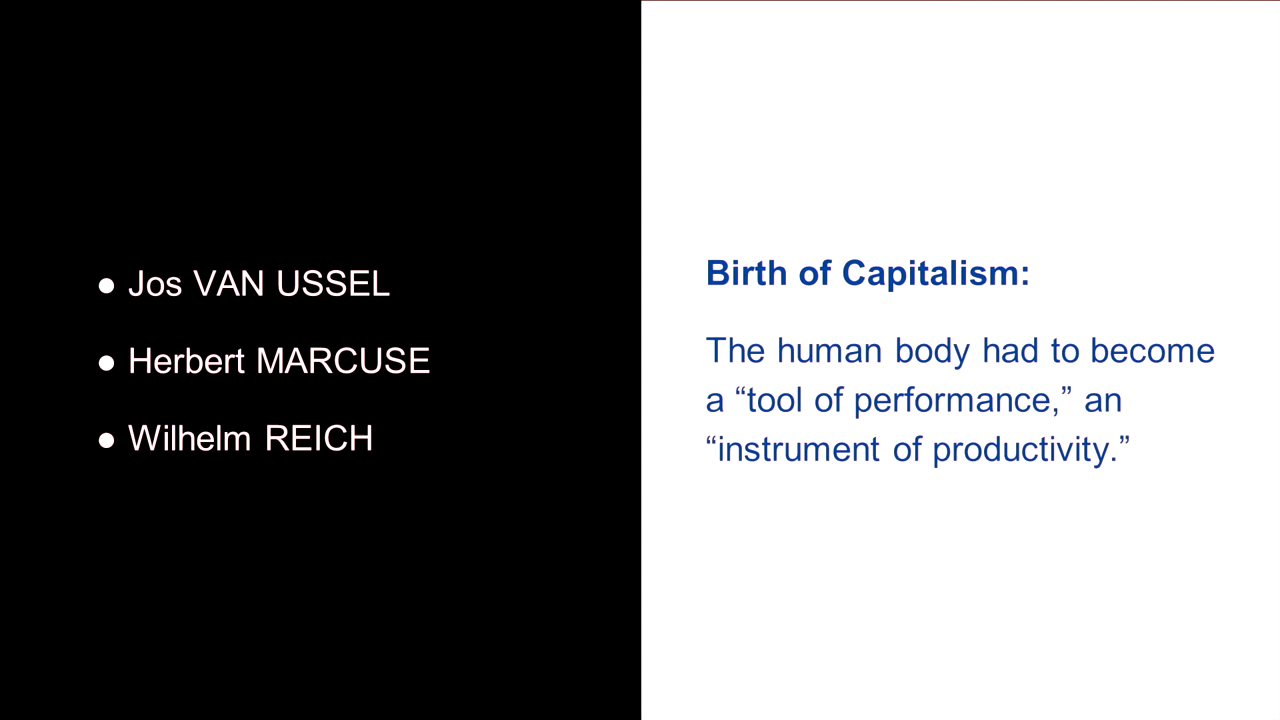 ● Jos VAN USSEL
● Herbert MARCUSE
● Wilhelm REICH
Birth of Capitalism:
The human body had to become
a “tool of performance,” an
“instrument of productivity.”